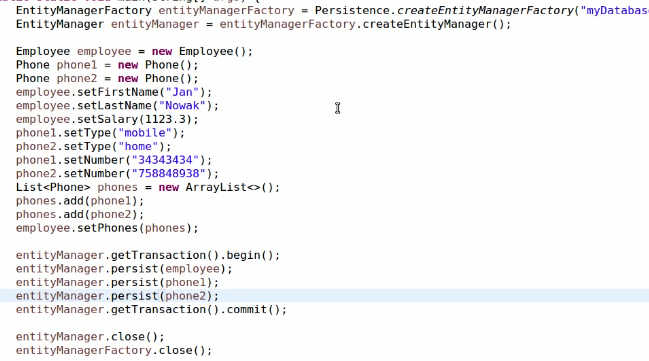 EntityManagerFactory entityManagerFactory = Persistence.createEntityManagerFactory("myDatabas
EntityManager entityManager = entityManagerFactory.createEntityManager();
Employee employee = new Employee();
Phone phone1 = new Phone();
Phone phone2 = new Phone();
employee.setFirstName("Jan");
employee.setLastName("Nowak");
employee.setSalary(1123.3);
phone1.setType("mobile");
phone2.setType("home");
phone1.setNumber("34343434");
phone2.setNumber("758848938");
List<Phone> phones = new ArrayList<>();
phones.add(phone1);
phones.add(phone2);
employee.setPhones(phones);
entityManager.getTransaction().begin();
entityManager.persist(employee);
entityManager.persist(phone1);
entityManager.persist(phone2);
entityManager.getTransaction().commit();
entityManager.close();
entityManagerFactory.close();